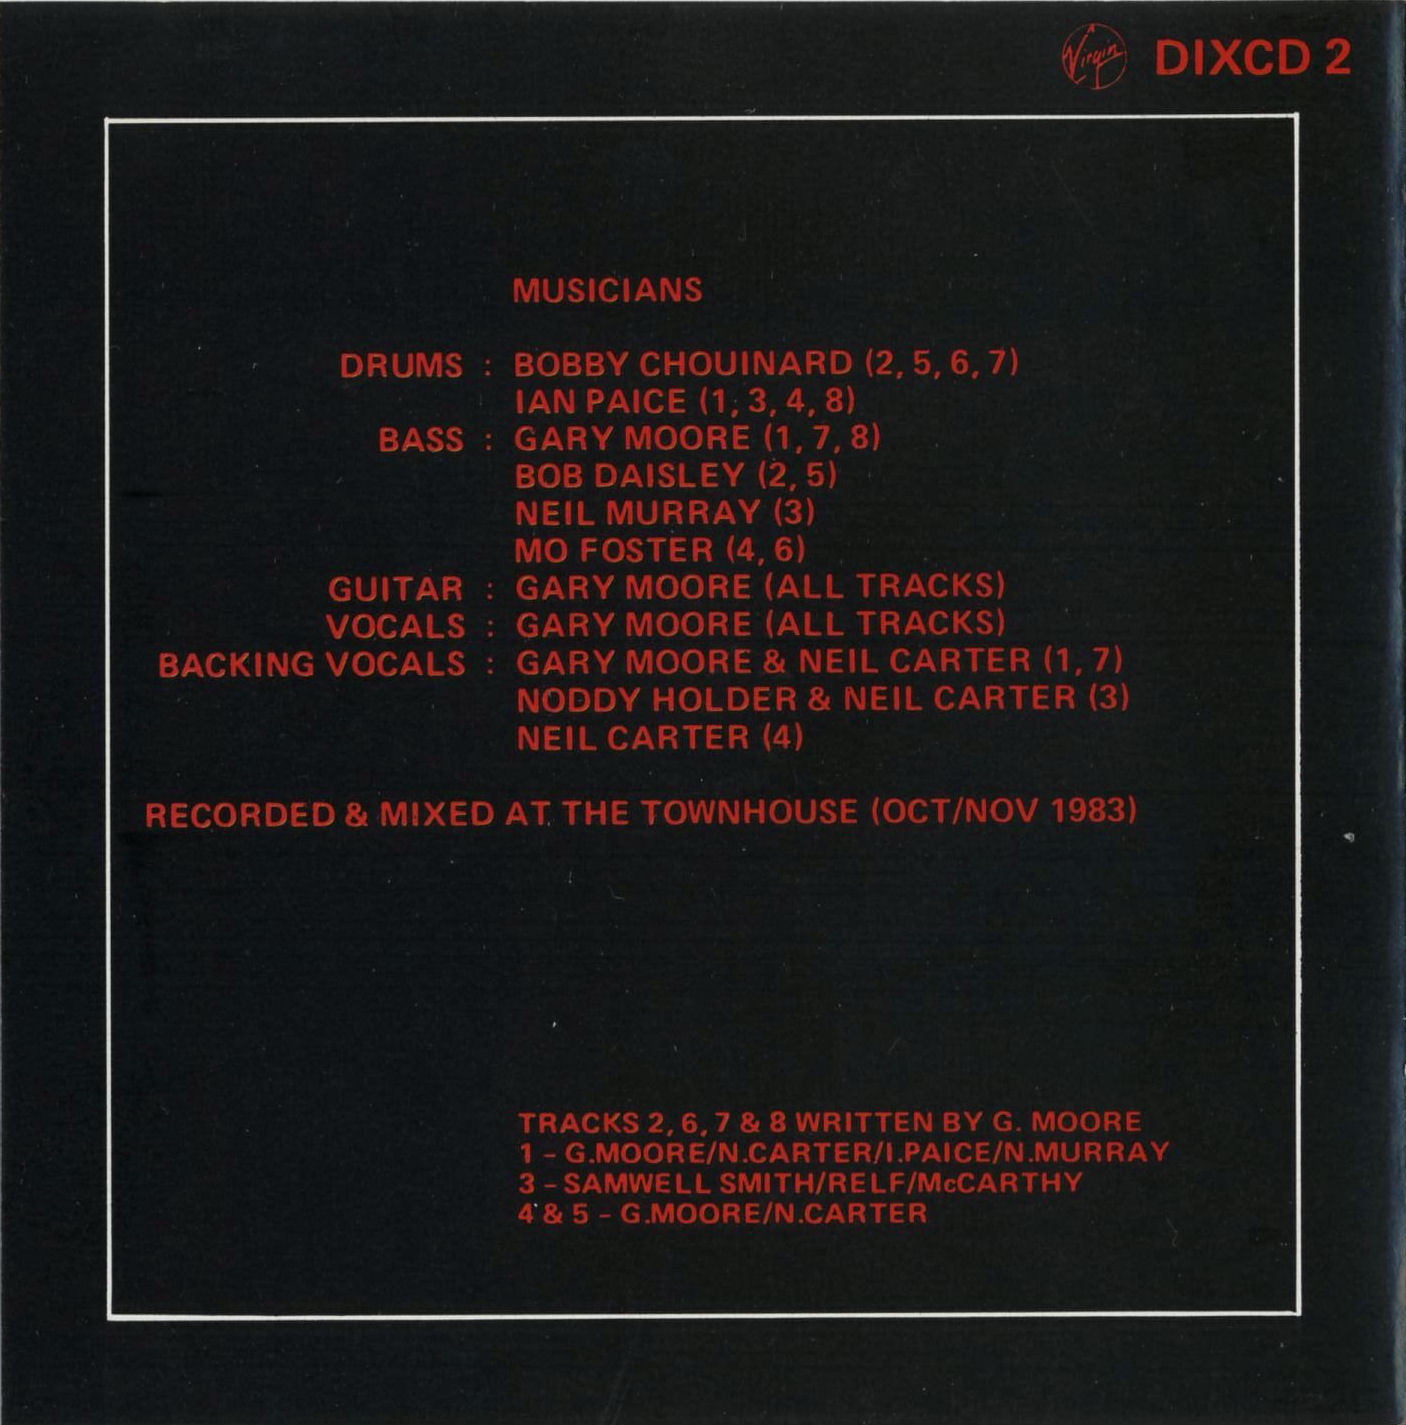 Virgin DIXCD 2
MUSICIANS
DRUMS : BOBBY CHOUINARD (2, 5, 6, 7)
IAN PAICE (1, 3, 4, 8)
BASS : GARY MOORE (1, 7, 8)
BOB DAISLEY (2, 5)
NEIL MURRAY (3)
MO FOSTER (4, 6)
GUITAR : GARY MOORE (ALL TRACKS)
VOCALS : GARY MOORE (ALL TRACKS)
BACKING VOCALS : GARY MOORE & NEIL CARTER (1, 7)
NODDY HOLDER & NEIL CARTER (3)
NEIL CARTER (4)
RECORDED & MIXED AT THE TOWNHOUSE (OCT/NOV 1983)
TRACKS 2, 6, 7 & 8 WRITTEN BY G. MOORE
1 – G.MOORE/N.CARTER/I.PAICE/N.MURRAY
3 – SAMWELL SMITH/RELF/McCARTHY
4 & 5 – G.MOORE/N.CARTER